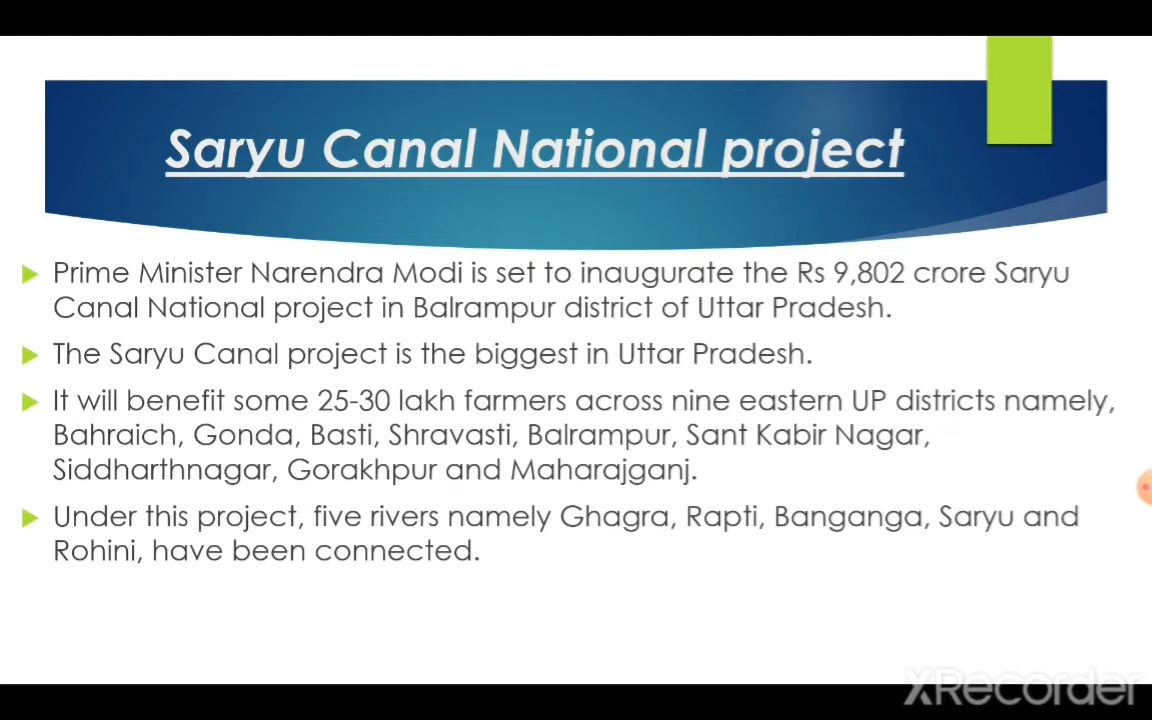 Saryu Canal National project
Prime Minister Narendra Modi is set to inaugurate the Rs 9,802 crore Saryu
Canal National project in Balrampur district of Uttar Pradesh.
The Saryu Canal project is the biggest in Uttar Pradesh.
It will benefit some 25-30 lakh farmers across nine eastern UP districts namely,
Bahraich, Gonda, Basti, Shravasti, Balrampur, Sant Kabir Nagar,
Siddharthnagar, Gorakhpur and Maharajganj.
Under this project, five rivers namely Ghagra, Rapti, Banganga, Saryu and
Rohini, have been connected.
XRecorder